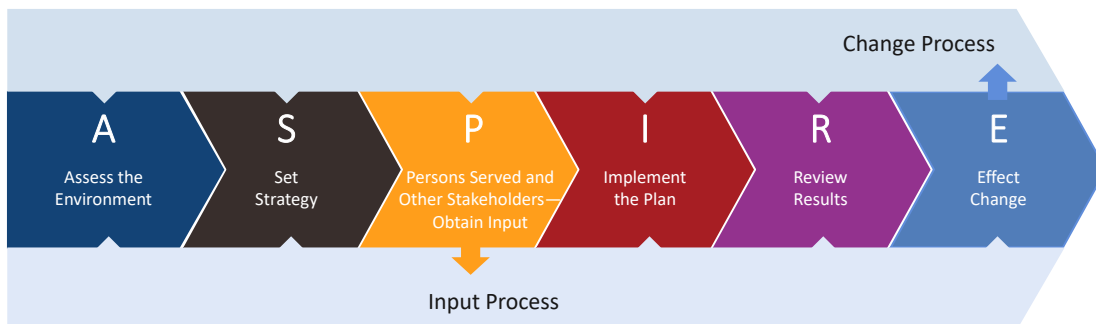 Change Process
A
Assess the
Environment
S
Set
Strategy
P
Persons Served and
Other Stakeholders—
Obtain Input
I
Implement
the Plan
R
Review
Results
E
Effect
Change
Input Process